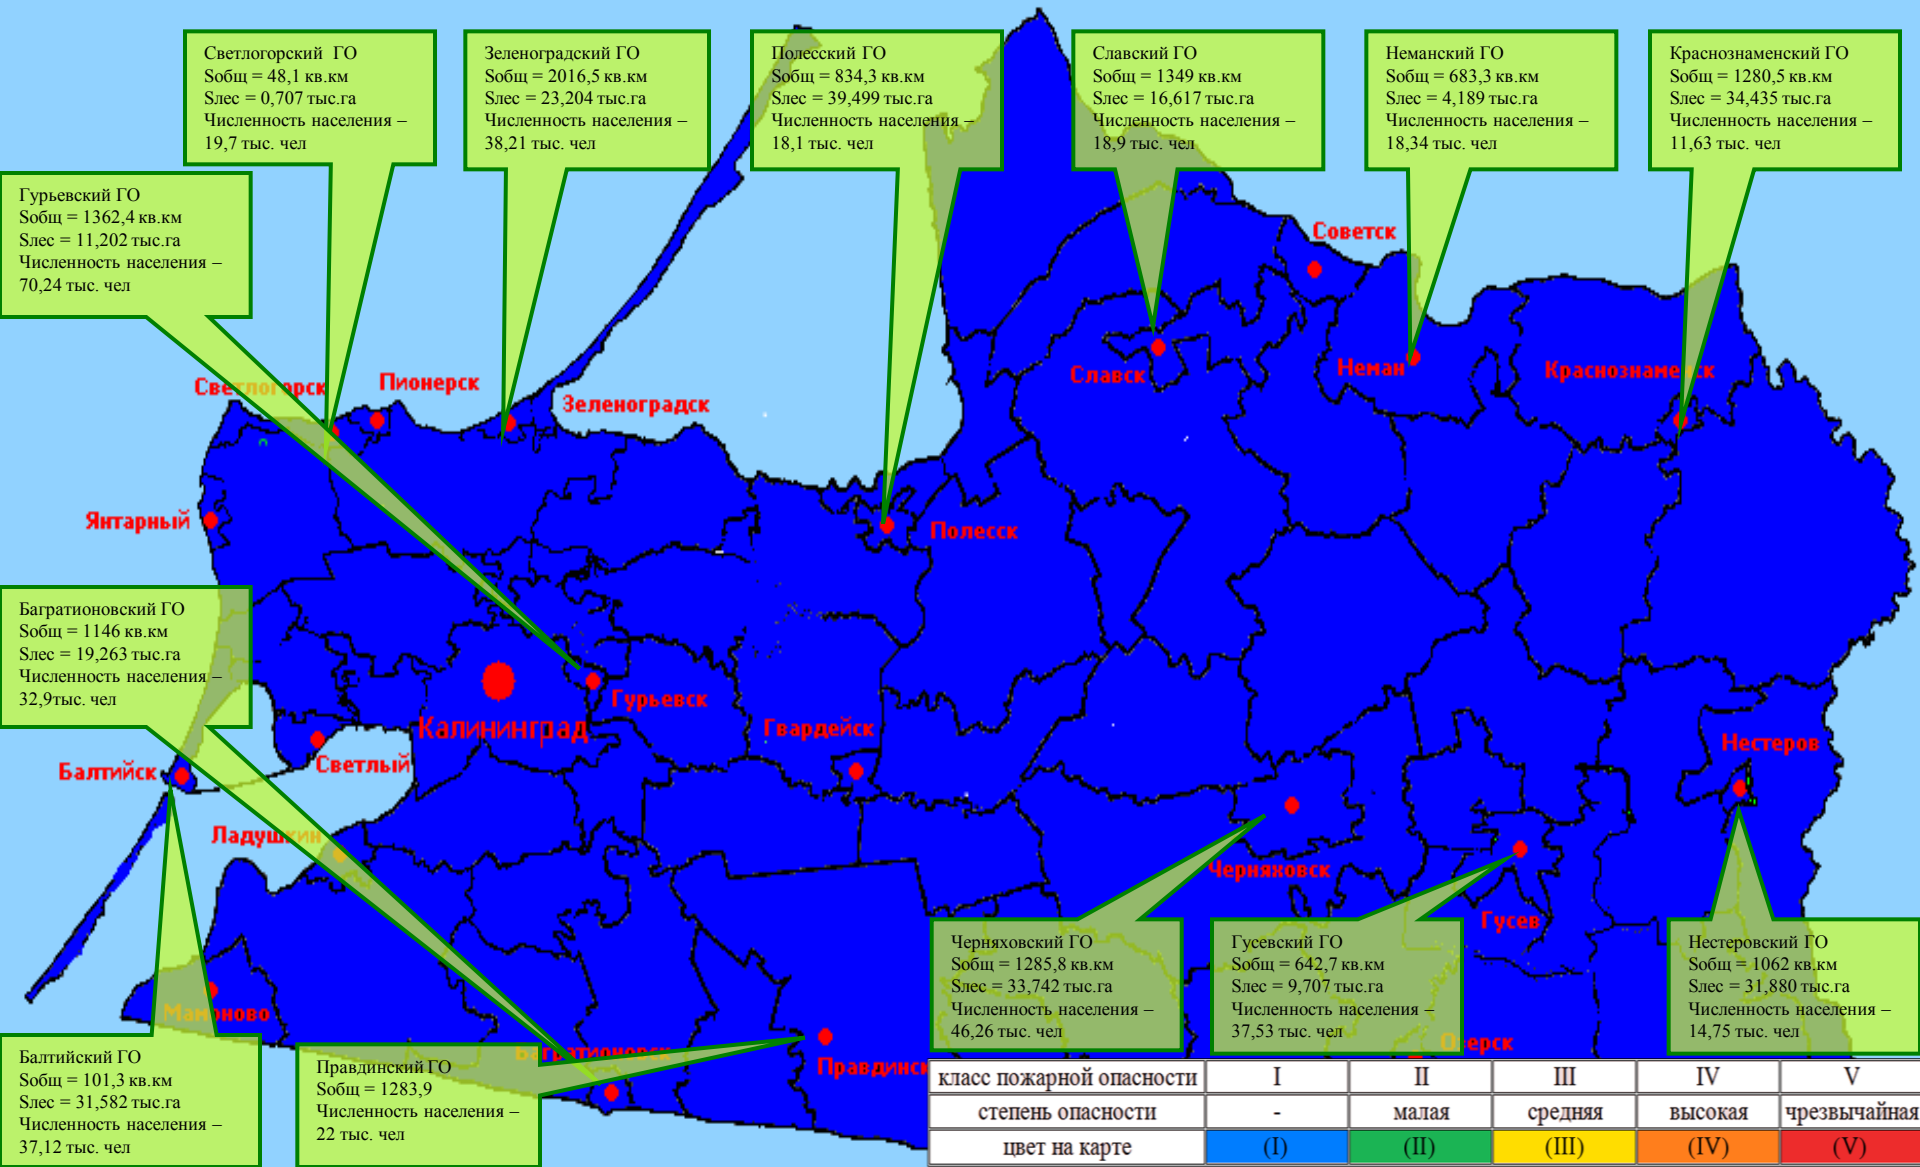 Светлогорский ГО
Sобщ = 48,1 кв.км
Sлес = 0,707 тыс.га
Численность населения –
19,7 тыс. чел
Зеленоградский ГО
Sобщ = 2016,5 кв.км
Sлес = 23,204 тыс.га
Численность населения –
38,21 тыс. чел
Полесский ГО
Sобщ = 834,3 кв.км
Sлес = 39,499 тыс.га
Численность населения –
18,1 тыс. чел
Славский ГО
Sобщ = 1349 кв.км
Sлес = 16,617 тыс.га
Численность населения –
18,9 тыс. чел
Неманский ГО
Sобщ = 683,3 кв.км
Sлес = 4,189 тыс.га
Численность населения –
18,34 тыс. чел
Краснознаменский ГО
Sобщ = 1280,5 кв.км
Sлес = 34,435 тыс.га
Численность населения –
11,63 тыс. чел
Гурьевский ГО
Sобщ = 1362,4 кв.км
Sлес = 11,202 тыс.га
Численность населения –
70,24 тыс. чел
Советск
Светлогорск
Пионерск
Зеленоградск
Славск
Неман
Краснознаменск
Янтарный
Полесск
Багратионовский ГО
Sобщ = 1146 кв.км
Sлес = 19,263 тыс.га
Численность населения –
32,9тыс. чел
Гурьевск
Калининград
Гвардейск
Нестеров
Светлый
Балтийск
Ладушкин
Черняховск
Гусев
Мамоново
Багратионовск
Правдинск
Озерск
Черняховский ГО
Sобщ = 1285,8 кв.км
Sлес = 33,742 тыс.га
Численность населения –
46,26 тыс. чел
Гусевский ГО
Sобщ = 642,7 кв.км
Sлес = 9,707 тыс.га
Численность населения –
37,53 тыс. чел
Нестеровский ГО
Sобщ = 1062 кв.км
Sлес = 31,880 тыс.га
Численность населения –
14,75 тыс. чел
Балтийский ГО
Sобщ = 101,3 кв.км
Sлес = 31,582 тыс.га
Численность населения –
37,12 тыс. чел
Правдинский ГО
Sобщ = 1283,9
Численность населения –
22 тыс. чел
класс пожарной опасности I II III IV V
степень опасности - малая средняя высокая чрезвычайная
цвет на карте (I) (II) (III) (IV) (V)